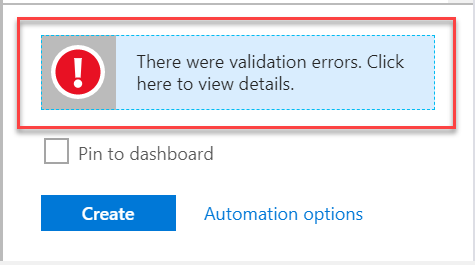 There were validation errors. Click
here to view details.
Pin to dashboard
Create
Automation options